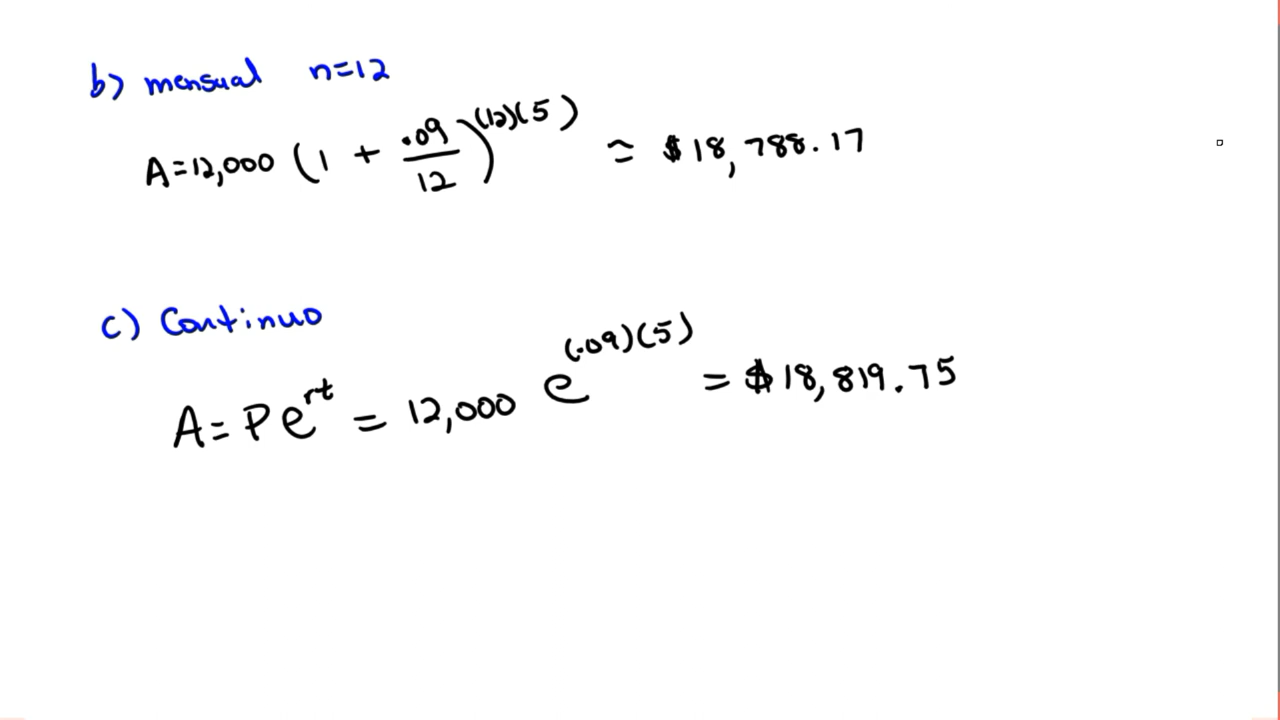 b) mensual n=12
A=12,000 (1 + .09/12)^(12)(5) ≈ $18,788.17
c) Continuo
A= Pe^rt = 12,000 e^(.09)(5) = $18,819.75